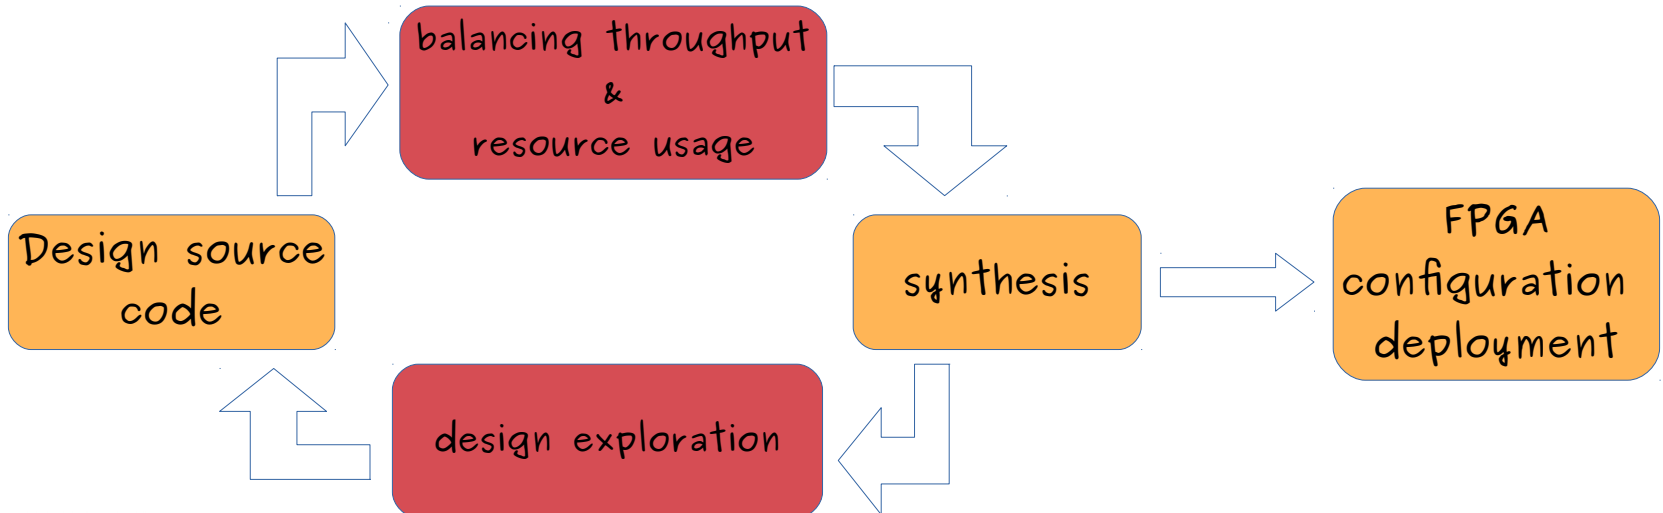 balancing throughput
&
resource usage
Design source
code
synthesis
FPGA
configuration
deployment
design exploration